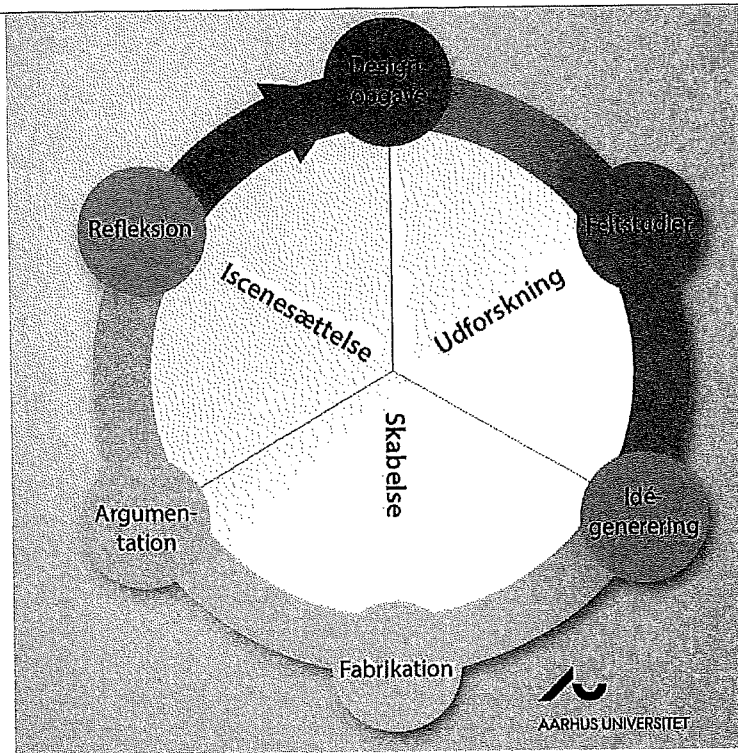 Design-
opgave
Feltstudier
Idé-
generering
Fabrikation
Argumen-
tation
Refleksion
Iscenesættelse
Udforskning
Skabelse
AARHUS UNIVERSITET